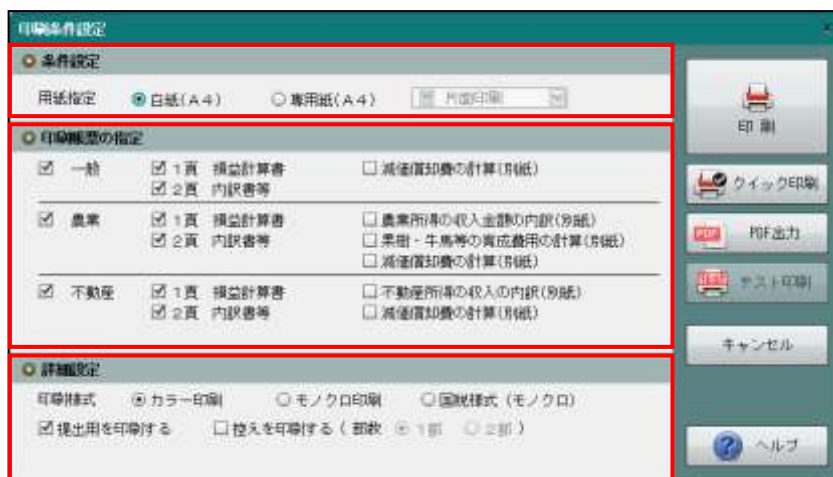 印刷条件設定
条件設定
用紙指定 白紙(A4) 専用紙(A4) 片面印刷
印刷帳票の指定
一般 1頁 損益計算書 減価償却費の計算(別紙)
2頁 内訳書等
農業 1頁 損益計算書 農業所得の収入金額の内訳(別紙)
2頁 内訳書等 果樹・牛馬等の育成費用の計算(別紙)
減価償却費の計算(別紙)
不動産 1頁 損益計算書 不動産所得の収入の内訳(別紙)
2頁 内訳書等 減価償却費の計算(別紙)
詳細設定
印刷様式 カラー印刷 モノクロ印刷 国税様式(モノクロ)
提出用を印刷する 控えを印刷する(部数 1部 2部)
印刷
クイック印刷
PDF PDF出力
テスト印刷
キャンセル
ヘルプ